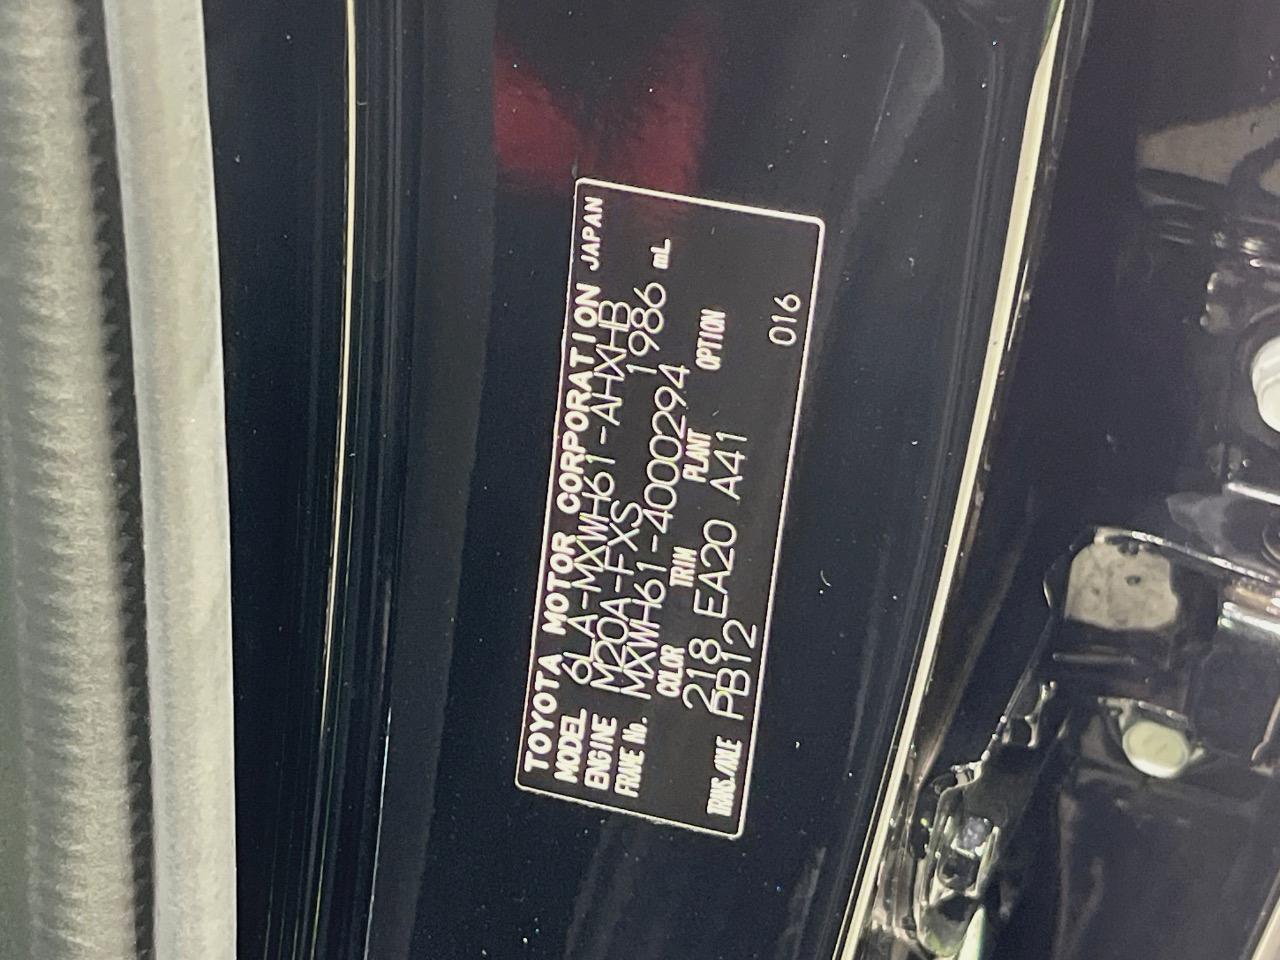 TOYOTA MOTOR CORPORATION JAPAN
MODEL 6LA-MXWH61-AHXHB
ENGINE M20A-FXS 1986 mL
FRAME No. MXWH61-4000294
COLOR TRIM PLANT OPTION
218 EA20 A41
TRANS./AXLE PB12
016